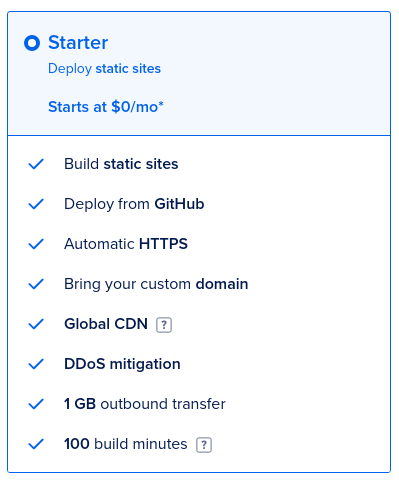 Starter
Deploy static sites
Starts at $0/mo*
Build static sites
Deploy from GitHub
Automatic HTTPS
Bring your custom domain
Global CDN ?
DDoS mitigation
1 GB outbound transfer
100 build minutes ?